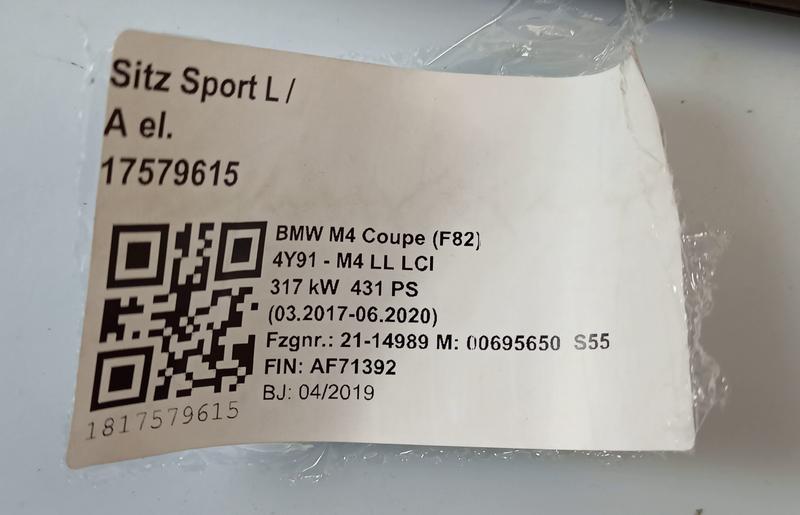 Sitz Sport L /
A el.
17579615
BMW M4 Coupe (F82)
4Y91 - M4 LL LCI
317 kW 431 PS
(03.2017-06.2020)
Fzgnr.: 21-14989 M: 00695650 S55
FIN: AF71392
BJ: 04/2019
1817579615